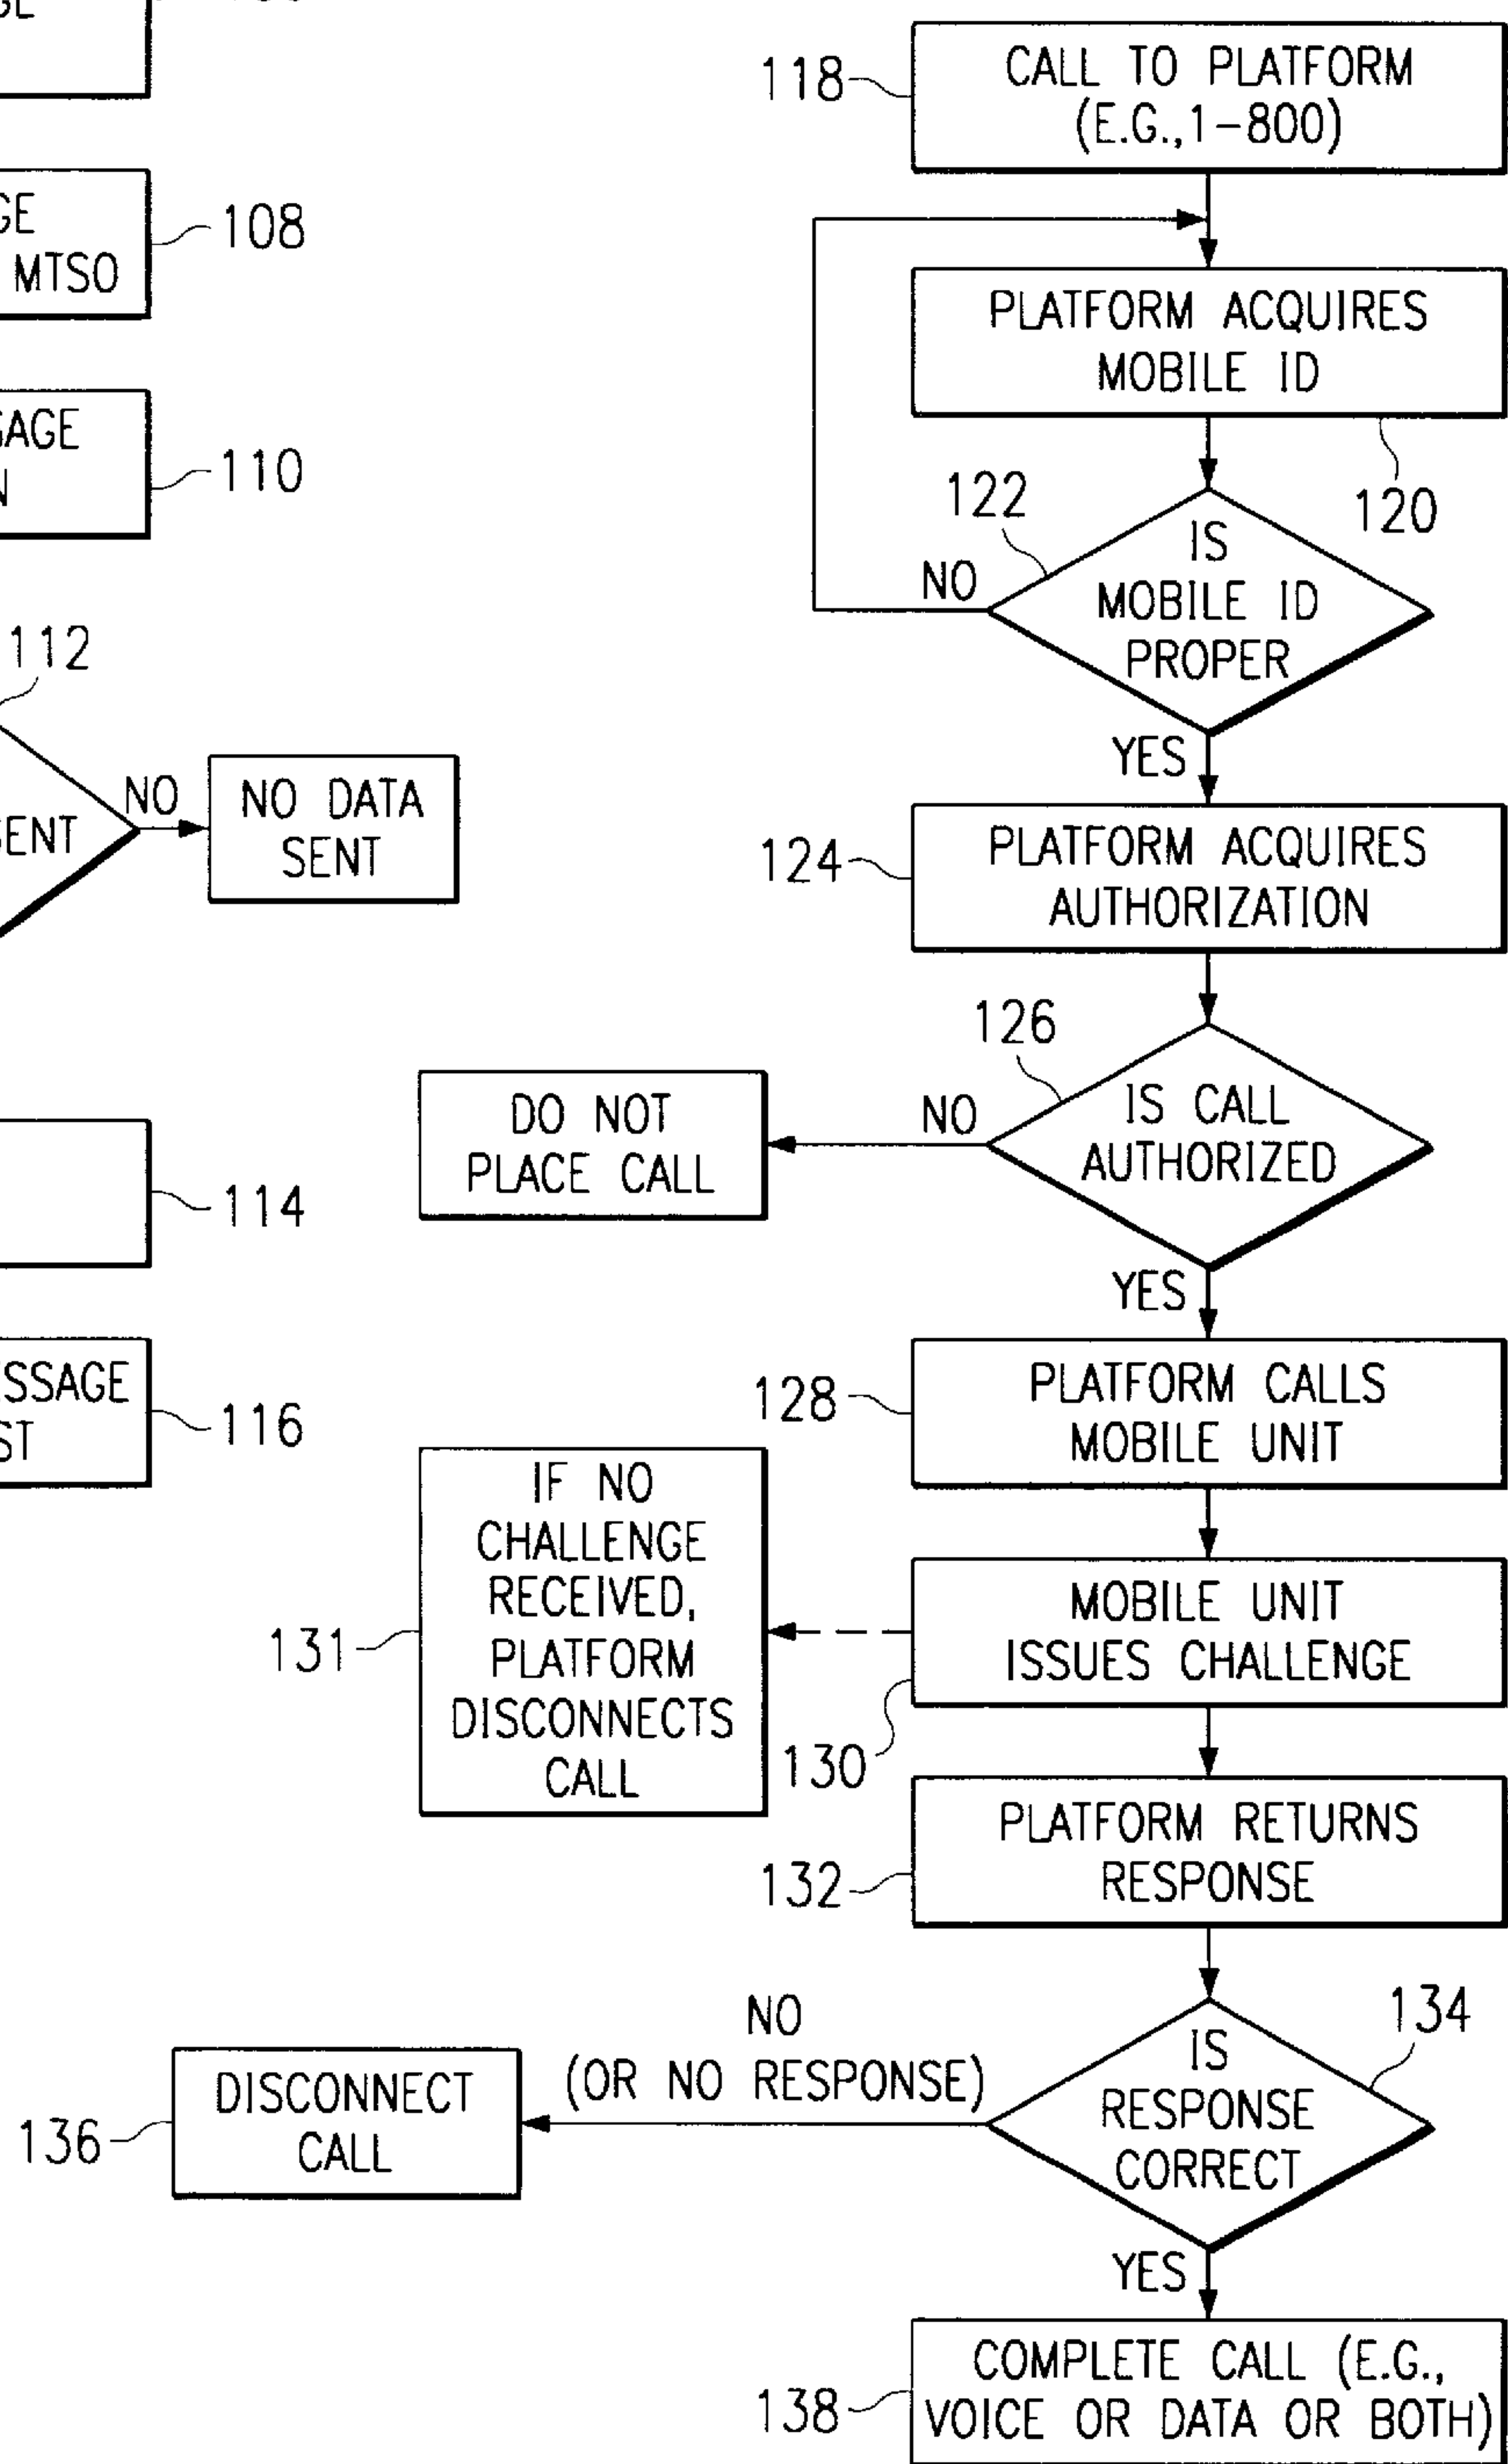 108
MTSO
110
112
NO
NO DATA
SENT
114
116
118
CALL TO PLATFORM
(E.G.,1-800)
PLATFORM ACQUIRES
MOBILE ID
120
122
IS
MOBILE ID
PROPER
NO
YES
124
PLATFORM ACQUIRES
AUTHORIZATION
126
IS CALL
AUTHORIZED
NO
DO NOT
PLACE CALL
YES
128
PLATFORM CALLS
MOBILE UNIT
MOBILE UNIT
ISSUES CHALLENGE
130
131
IF NO
CHALLENGE
RECEIVED,
PLATFORM
DISCONNECTS
CALL
PLATFORM RETURNS
RESPONSE
132
134
IS
RESPONSE
CORRECT
NO
(OR NO RESPONSE)
136
DISCONNECT
CALL
YES
138
COMPLETE CALL (E.G.,
VOICE OR DATA OR BOTH)